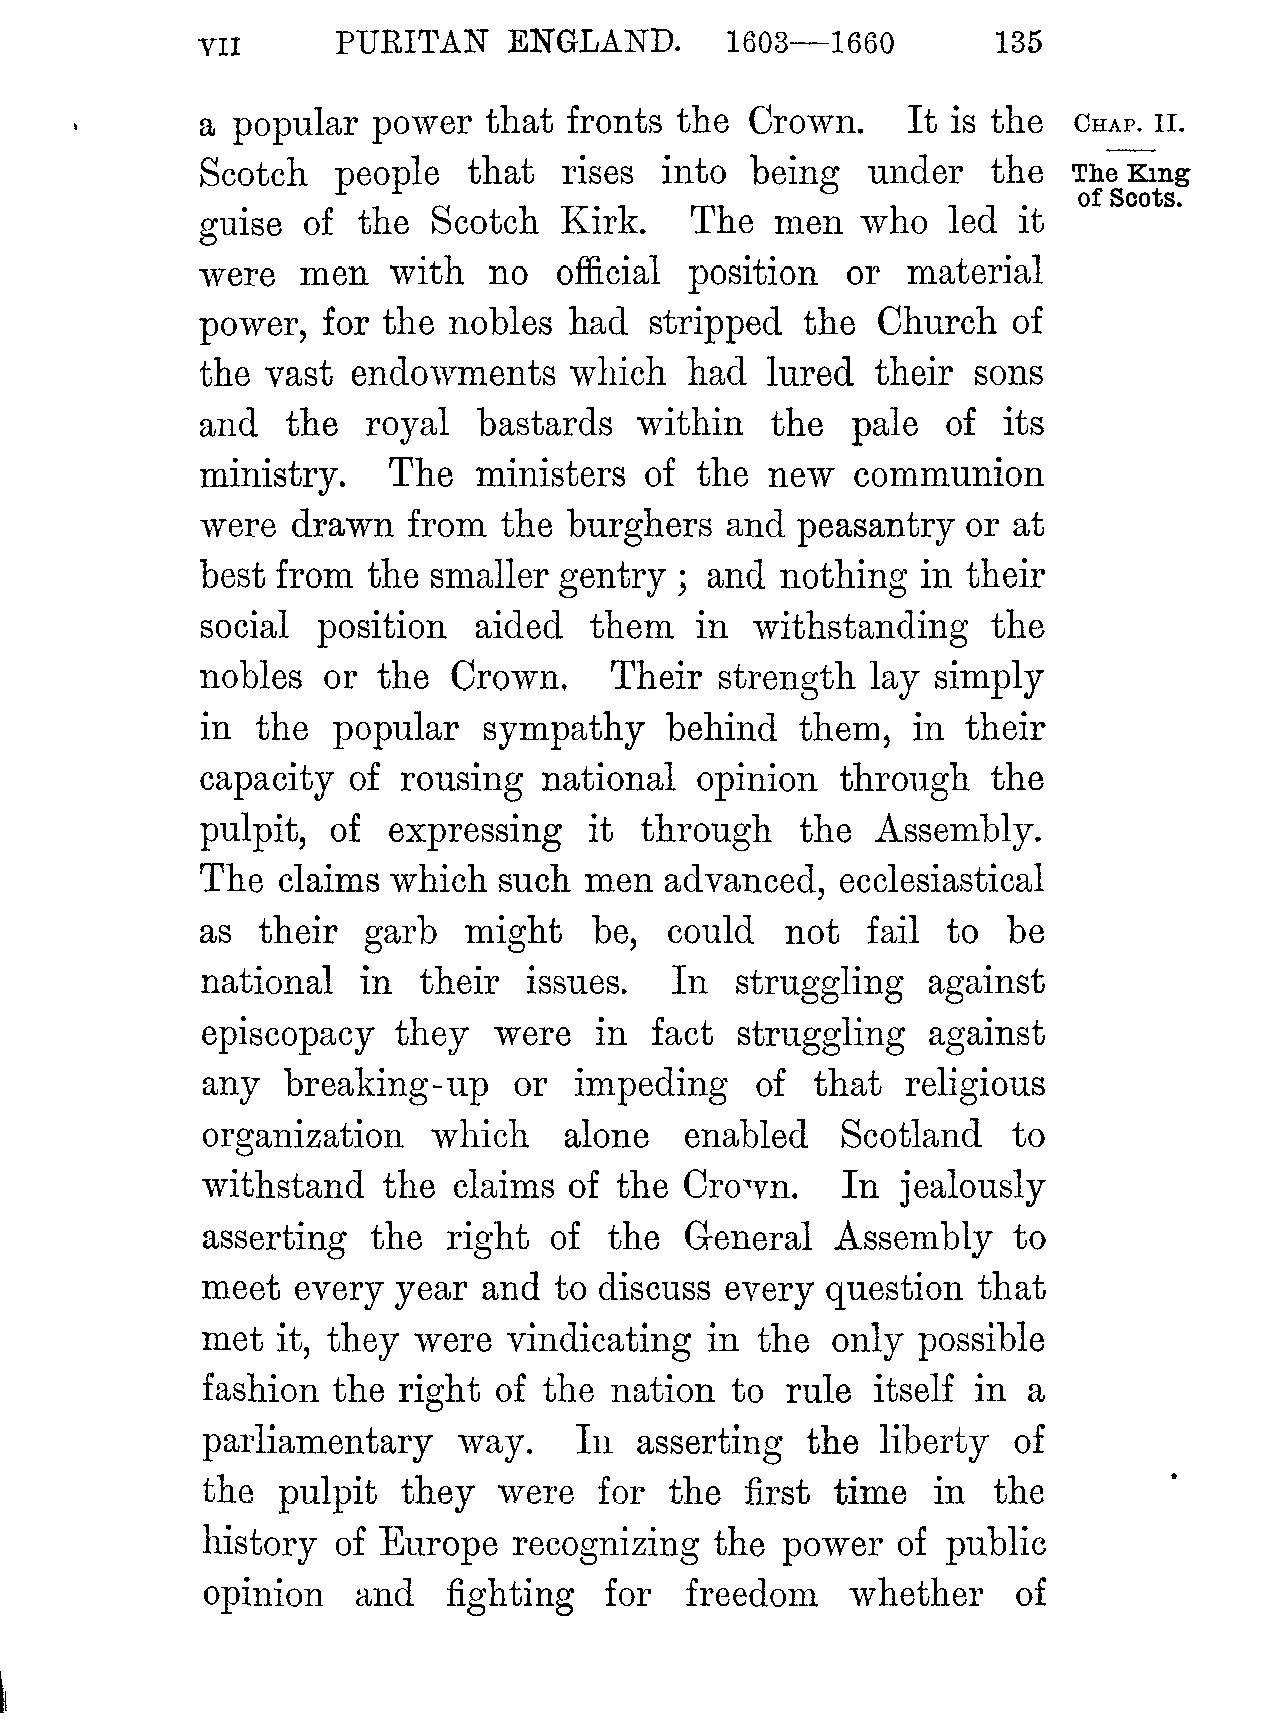 VII PURITAN ENGLAND. 1603—1660 135
a popular power that fronts the Crown. It is the
Scotch people that rises into being under the
guise of the Scotch Kirk. The men who led it
were men with no official position or material
power, for the nobles had stripped the Church of
the vast endowments which had lured their sons
and the royal bastards within the pale of its
ministry. The ministers of the new communion
were drawn from the burghers and peasantry or at
best from the smaller gentry ; and nothing in their
social position aided them in withstanding the
nobles or the Crown. Their strength lay simply
in the popular sympathy behind them, in their
capacity of rousing national opinion through the
pulpit, of expressing it through the Assembly.
The claims which such men advanced, ecclesiastical
as their garb might be, could not fail to be
national in their issues. In struggling against
episcopacy they were in fact struggling against
any breaking-up or impeding of that religious
organization which alone enabled Scotland to
withstand the claims of the Crown. In jealously
asserting the right of the General Assembly to
meet every year and to discuss every question that
met it, they were vindicating in the only possible
fashion the right of the nation to rule itself in a
parliamentary way. In asserting the liberty of
the pulpit they were for the first time in the
history of Europe recognizing the power of public
opinion and fighting for freedom whether of
CHAP. II.
The King
of Scots.